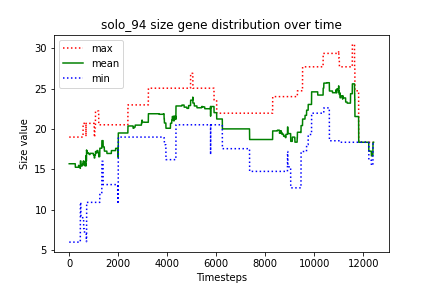 solo_94 size gene distribution over time
max
mean
min
Size value
30
25
20
15
10
5
0 2000 4000 6000 8000 10000 12000
Timesteps